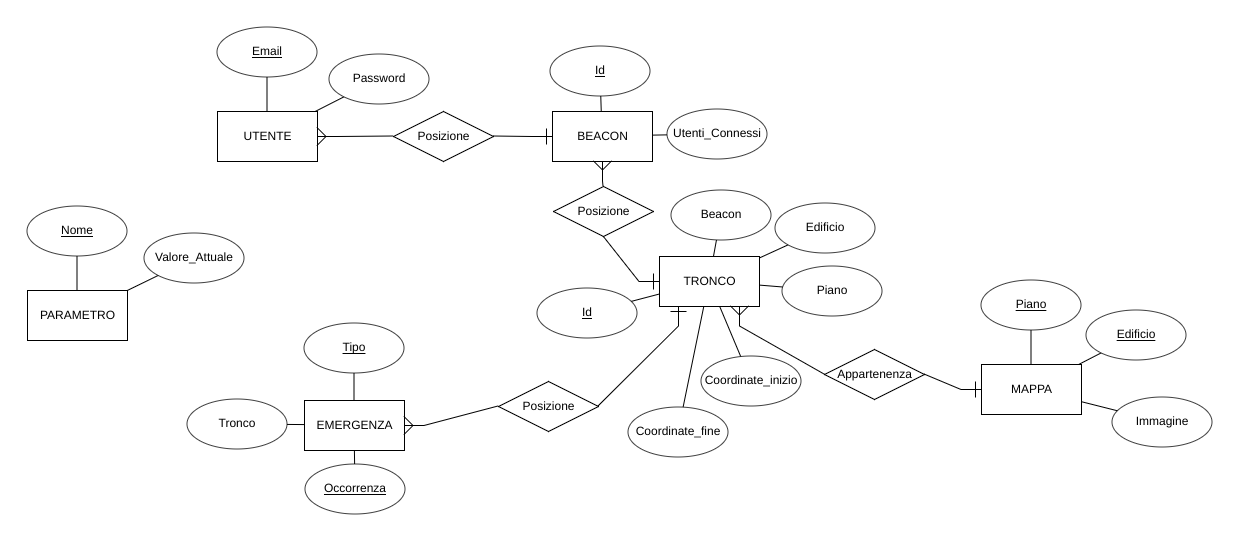 Email
Password
Id
UTENTE
Posizione
BEACON
Utenti_Connessi
Nome
Valore_Attuale
PARAMETRO
Posizione
Beacon
Edificio
TRONCO
Piano
Id
Piano
Edificio
Tipo
Coordinate_inizio
Appartenenza
MAPPA
Immagine
Tronco
EMERGENZA
Posizione
Coordinate_fine
Occorrenza